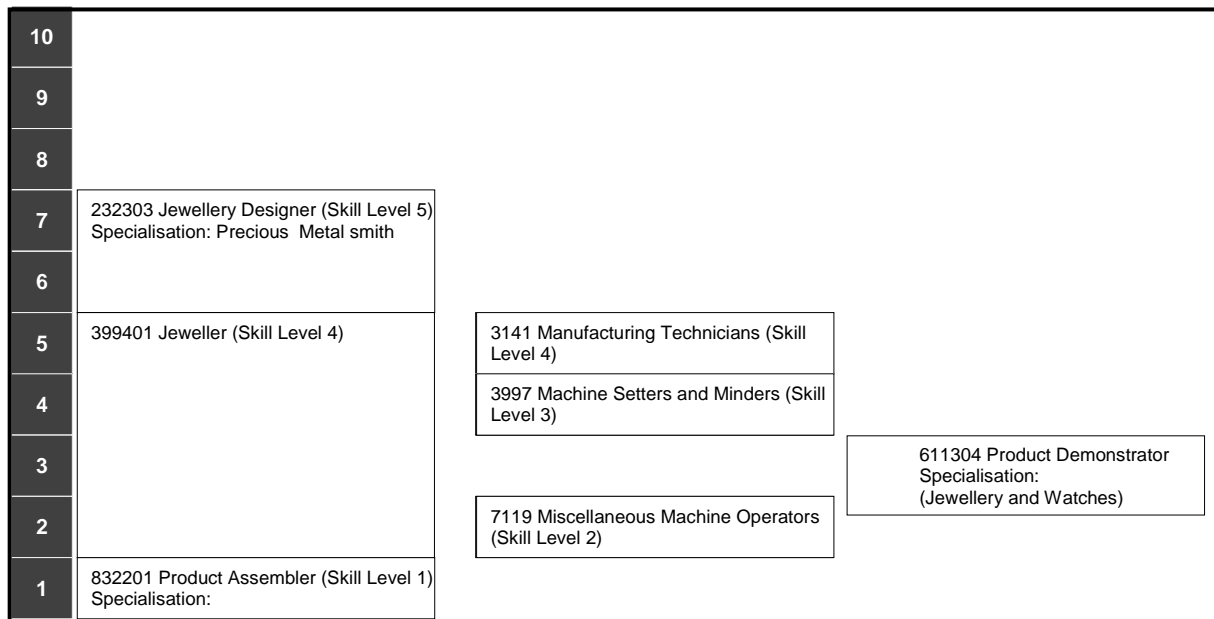 10
9
8
7
232303 Jewellery Designer (Skill Level 5)
Specialisation: Precious  Metal smith
6
5
399401 Jeweller (Skill Level 4)
3141 Manufacturing Technicians (Skill
Level 4)
4
3997 Machine Setters and Minders (Skill
Level 3)
3
611304 Product Demonstrator
Specialisation:
(Jewellery and Watches)
2
7119 Miscellaneous Machine Operators
(Skill Level 2)
1
832201 Product Assembler (Skill Level 1)
Specialisation: